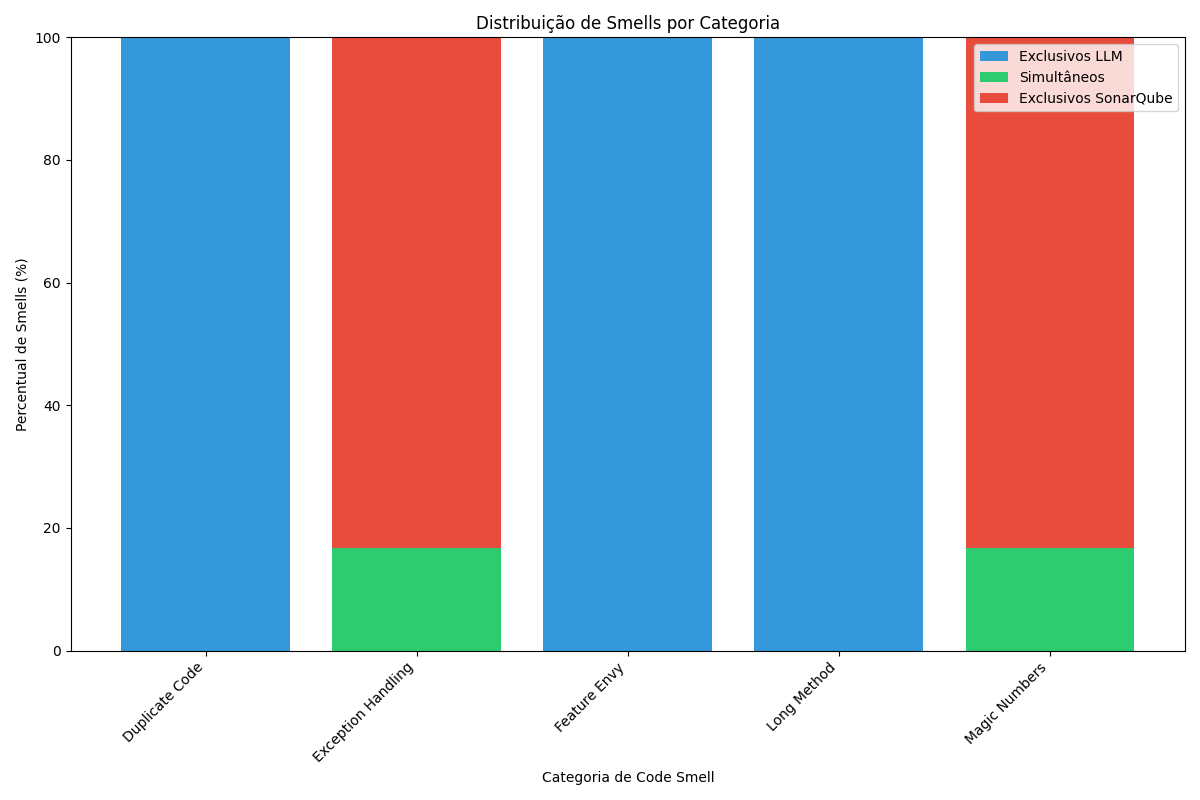 Distribuição de Smells por Categoria
Exclusivos LLM
Simultâneos
Exclusivos SonarQube
Percentual de Smells (%)
100
80
60
40
20
0
Duplicate Code
Exception Handling
Feature Envy
Long Method
Magic Numbers
Categoria de Code Smell